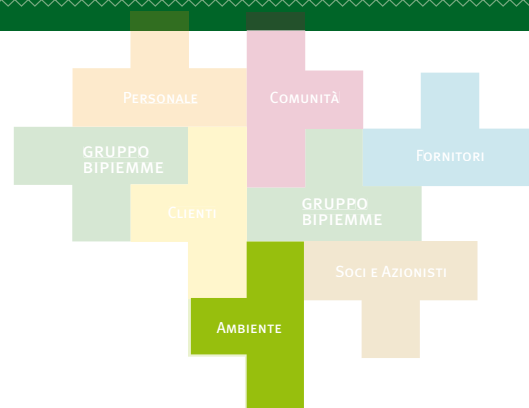 PERSONALE
COMUNITÀ
GRUPPO
BIPIEMME
FORNITORI
CLIENTI
GRUPPO
BIPIEMME
SOCI E AZIONISTI
AMBIENTE